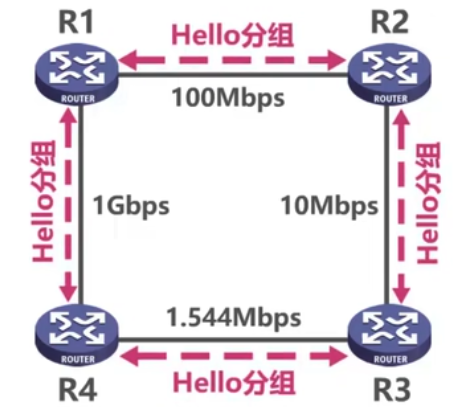 R1
R2
Hello分组
ROUTER
ROUTER
100Mbps
Hello分组
1Gbps
10Mbps
Hello分组
1.544Mbps
ROUTER
ROUTER
Hello分组
R4
R3